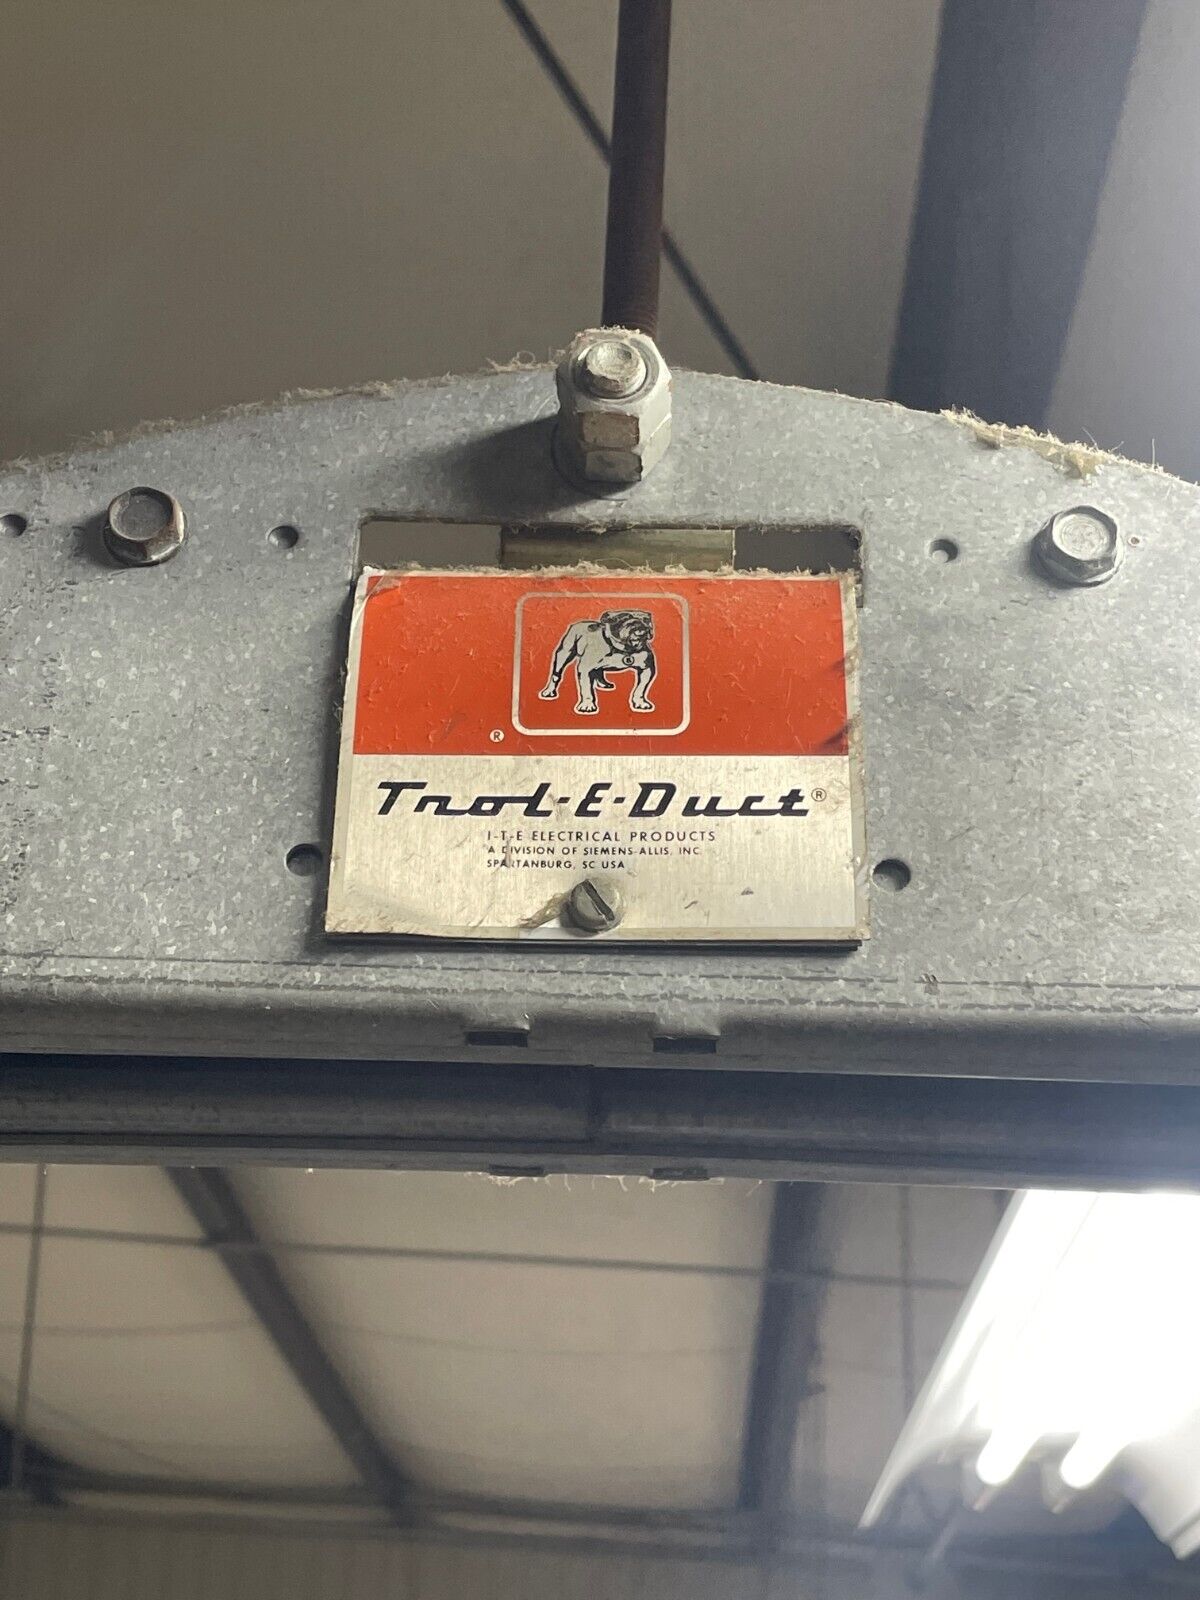 ®
Trol-E-Duct®
I-T-E ELECTRICAL PRODUCTS
A DIVISION OF SIEMENS-ALLIS, INC.
SPARTANBURG, SC USA